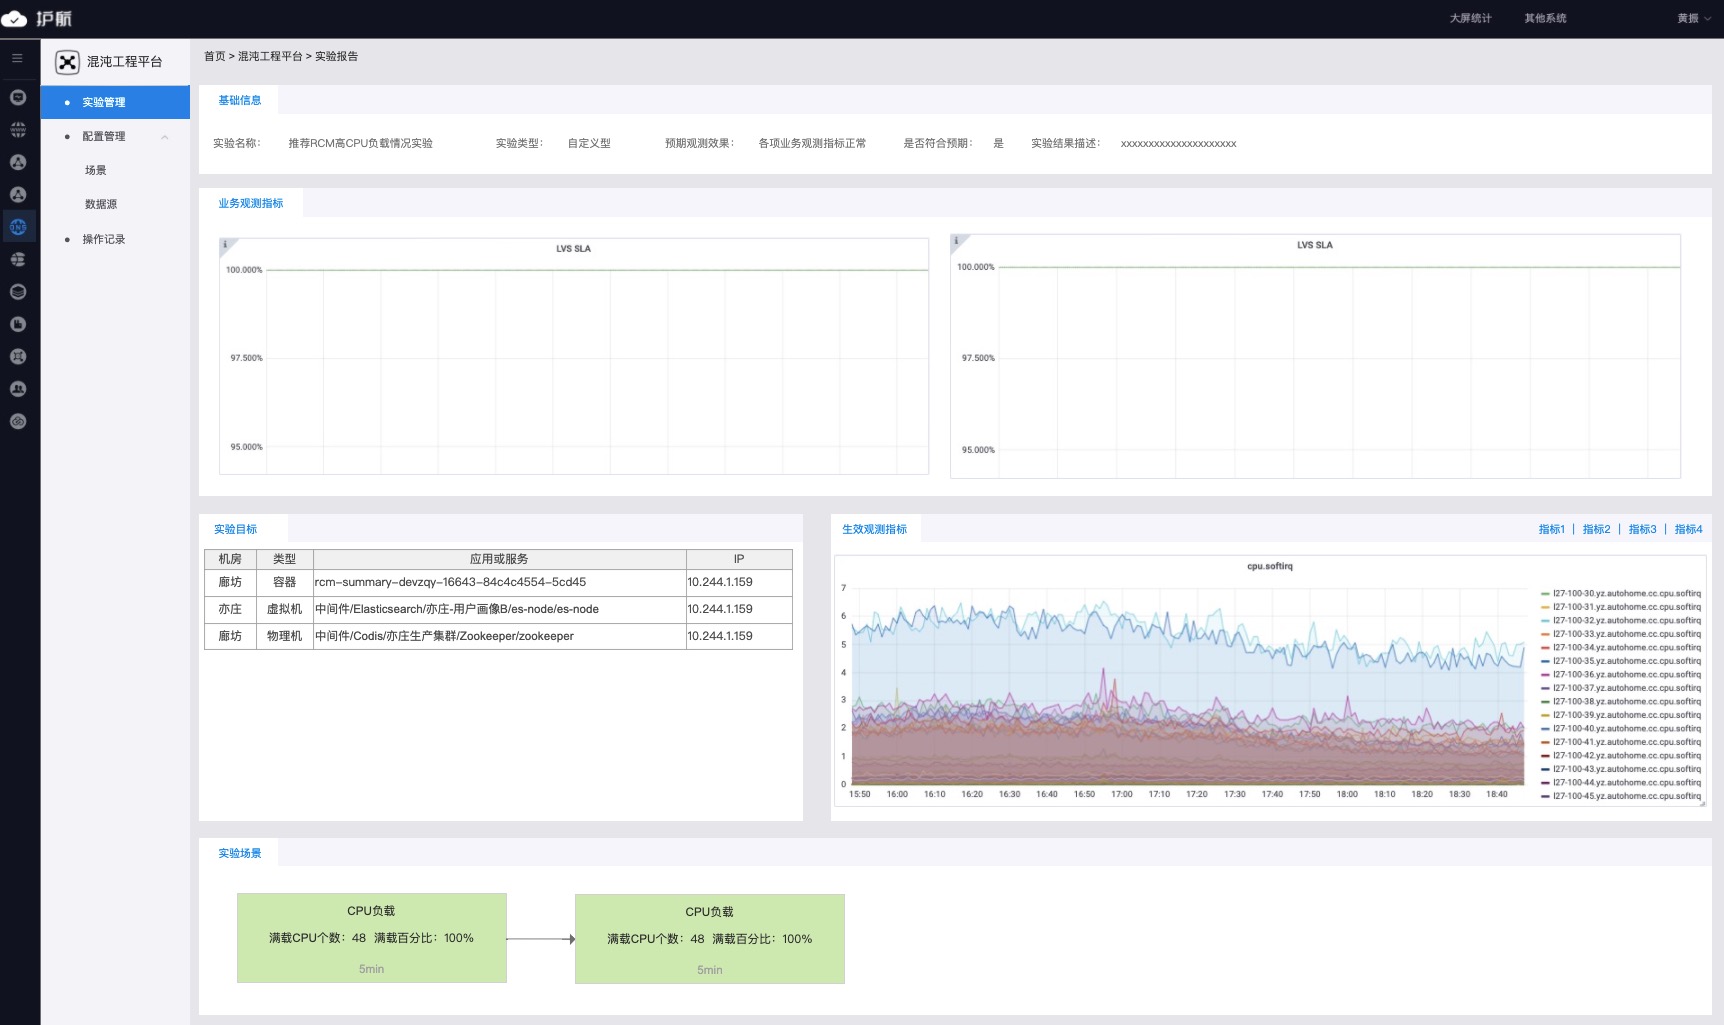 护航
大屏统计 其他系统 黄振
混沌工程平台
实验管理
配置管理
场景
数据源
操作记录
首页 > 混沌工程平台 > 实验报告
基础信息
实验名称： 推荐RCM高CPU负载情况实验 实验类型： 自定义型 预期观测效果： 各项业务观测指标正常 是否符合预期： 是 实验结果描述： xxxxxxxxxxxxxxxxxxxxx
业务观测指标
LVS SLA
100.000%
97.500%
95.000%
LVS SLA
100.000%
97.500%
95.000%
实验目标
机房 类型 应用或服务 IP
廊坊 容器 rcm-summary-devzqy-16643-84c4c4554-5cd45 10.244.1.159
亦庄 虚拟机 中间件/Elasticsearch/亦庄-用户画像B/es-node/es-node 10.244.1.159
廊坊 物理机 中间件/Codis/亦庄生产集群/Zookeeper/zookeeper 10.244.1.159
生效观测指标
指标1 | 指标2 | 指标3 | 指标4
cpu.softirq
7
6
5
4
3
2
1
0
15:50 16:00 16:10 16:20 16:30 16:40 16:50 17:00 17:10 17:20 17:30 17:40 17:50 18:00 18:10 18:20 18:30 18:40
l27-100-30.yz.autohome.cc.cpu.softirq
l27-100-31.yz.autohome.cc.cpu.softirq
l27-100-32.yz.autohome.cc.cpu.softirq
l27-100-33.yz.autohome.cc.cpu.softirq
l27-100-34.yz.autohome.cc.cpu.softirq
l27-100-35.yz.autohome.cc.cpu.softirq
l27-100-36.yz.autohome.cc.cpu.softirq
l27-100-37.yz.autohome.cc.cpu.softirq
l27-100-38.yz.autohome.cc.cpu.softirq
l27-100-39.yz.autohome.cc.cpu.softirq
l27-100-40.yz.autohome.cc.cpu.softirq
l27-100-41.yz.autohome.cc.cpu.softirq
l27-100-42.yz.autohome.cc.cpu.softirq
l27-100-43.yz.autohome.cc.cpu.softirq
l27-100-44.yz.autohome.cc.cpu.softirq
l27-100-45.yz.autohome.cc.cpu.softirq
实验场景
CPU负载
满载CPU个数：48 满载百分比：100%
5min
CPU负载
满载CPU个数：48 满载百分比：100%
5min